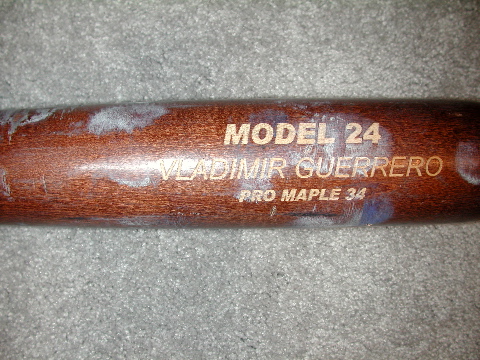 MODEL 24
VLADIMIR GUERRERO
PRO MAPLE 34